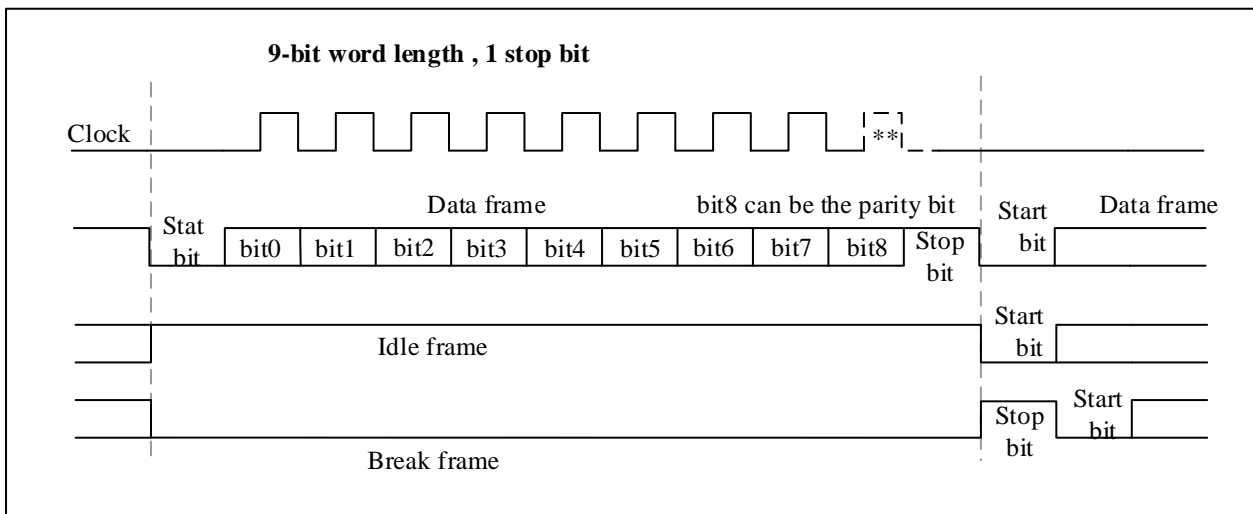 9-bit word length , 1 stop bit
Clock
**
Data frame
bit8 can be the parity bit
Stat
bit
Start
bit
Data frame
bit0 bit1 bit2 bit3 bit4 bit5 bit6 bit7 bit8
Stop
bit
Start
bit
Idle frame
Stop
bit
Start
bit
Break frame